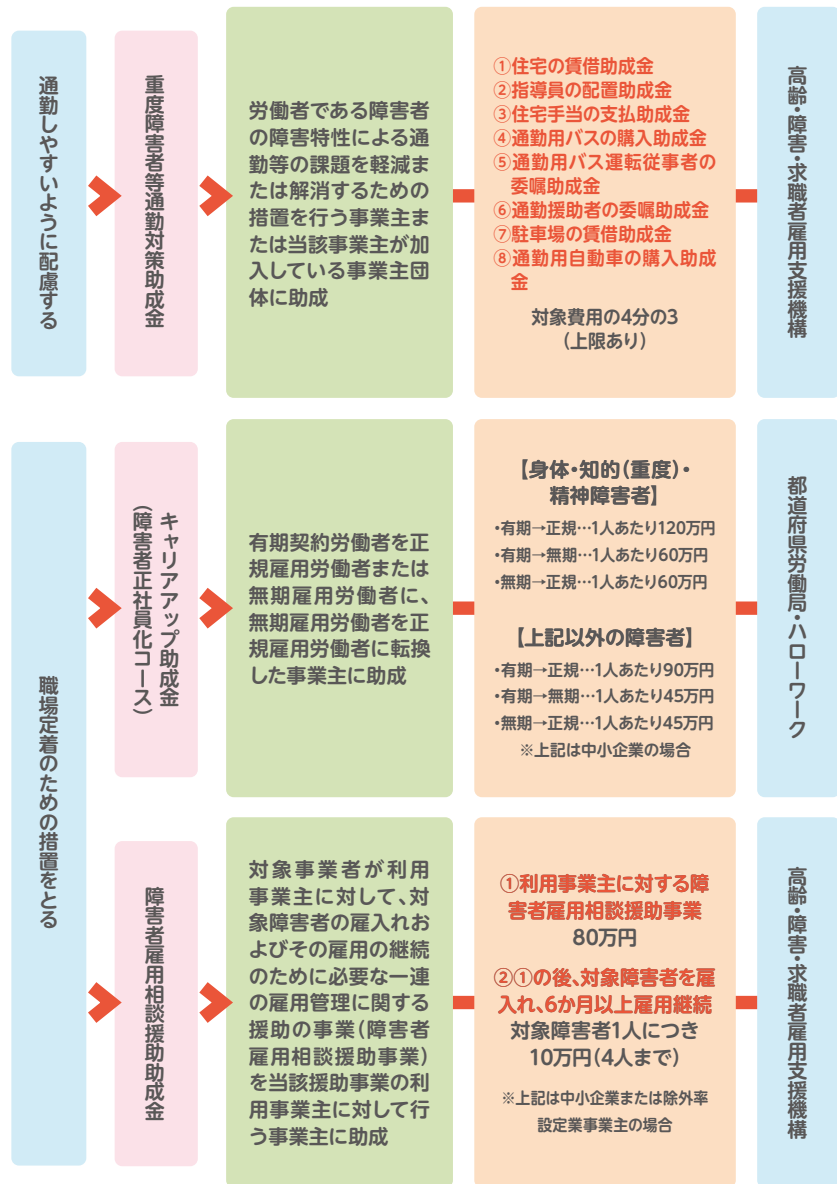 通勤しやすいように配慮する
重度障害者等通勤対策助成金
労働者である障害者
の障害特性による通
勤等の課題を軽減ま
たは解消するための
措置を行う事業主ま
たは当該事業主が加
入している事業主団
体に助成
①住宅の賃借助成金
②指導員の配置助成金
③住宅手当の支払助成金
④通勤用バスの購入助成金
⑤通勤用バス運転従事者の
委嘱助成金
⑥通勤援助者の委嘱助成金
⑦駐車場の賃借助成金
⑧通勤用自動車の購入助成
金
対象費用の4分の3
(上限あり)
高齢・障害・求職者雇用支援機構
職場定着のための措置をとる
キャリアアップ助成金
(障害者正社員化コース)
有期契約労働者を正
規雇用労働者または
無期雇用労働者に、
無期雇用労働者を正
規雇用労働者に転換
した事業主に助成
【身体・知的(重度)・
精神障害者】
・有期→正規…1人あたり120万円
・有期→無期…1人あたり60万円
・無期→正規…1人あたり60万円
【上記以外の障害者】
・有期→正規…1人あたり90万円
・有期→無期…1人あたり45万円
・無期→正規…1人あたり45万円
※上記は中小企業の場合
都道府県労働局・ハローワーク
障害者雇用相談援助助成金
対象事業者が利用
事業主に対して、対
象障害者の雇入れお
よびその雇用の継続
のために必要な一連
の雇用管理に関する
援助の事業(障害者
雇用相談援助事業)
を当該援助事業の利
用事業主に対して行
う事業主に助成
①利用事業主に対する障
害者雇用相談援助事業
80万円
②①の後、対象障害者を雇
入れ、6か月以上雇用継続
対象障害者1人につき
10万円(4人まで)
※上記は中小企業または除外率
設定業事業主の場合
高齢・障害・求職者雇用支援機構